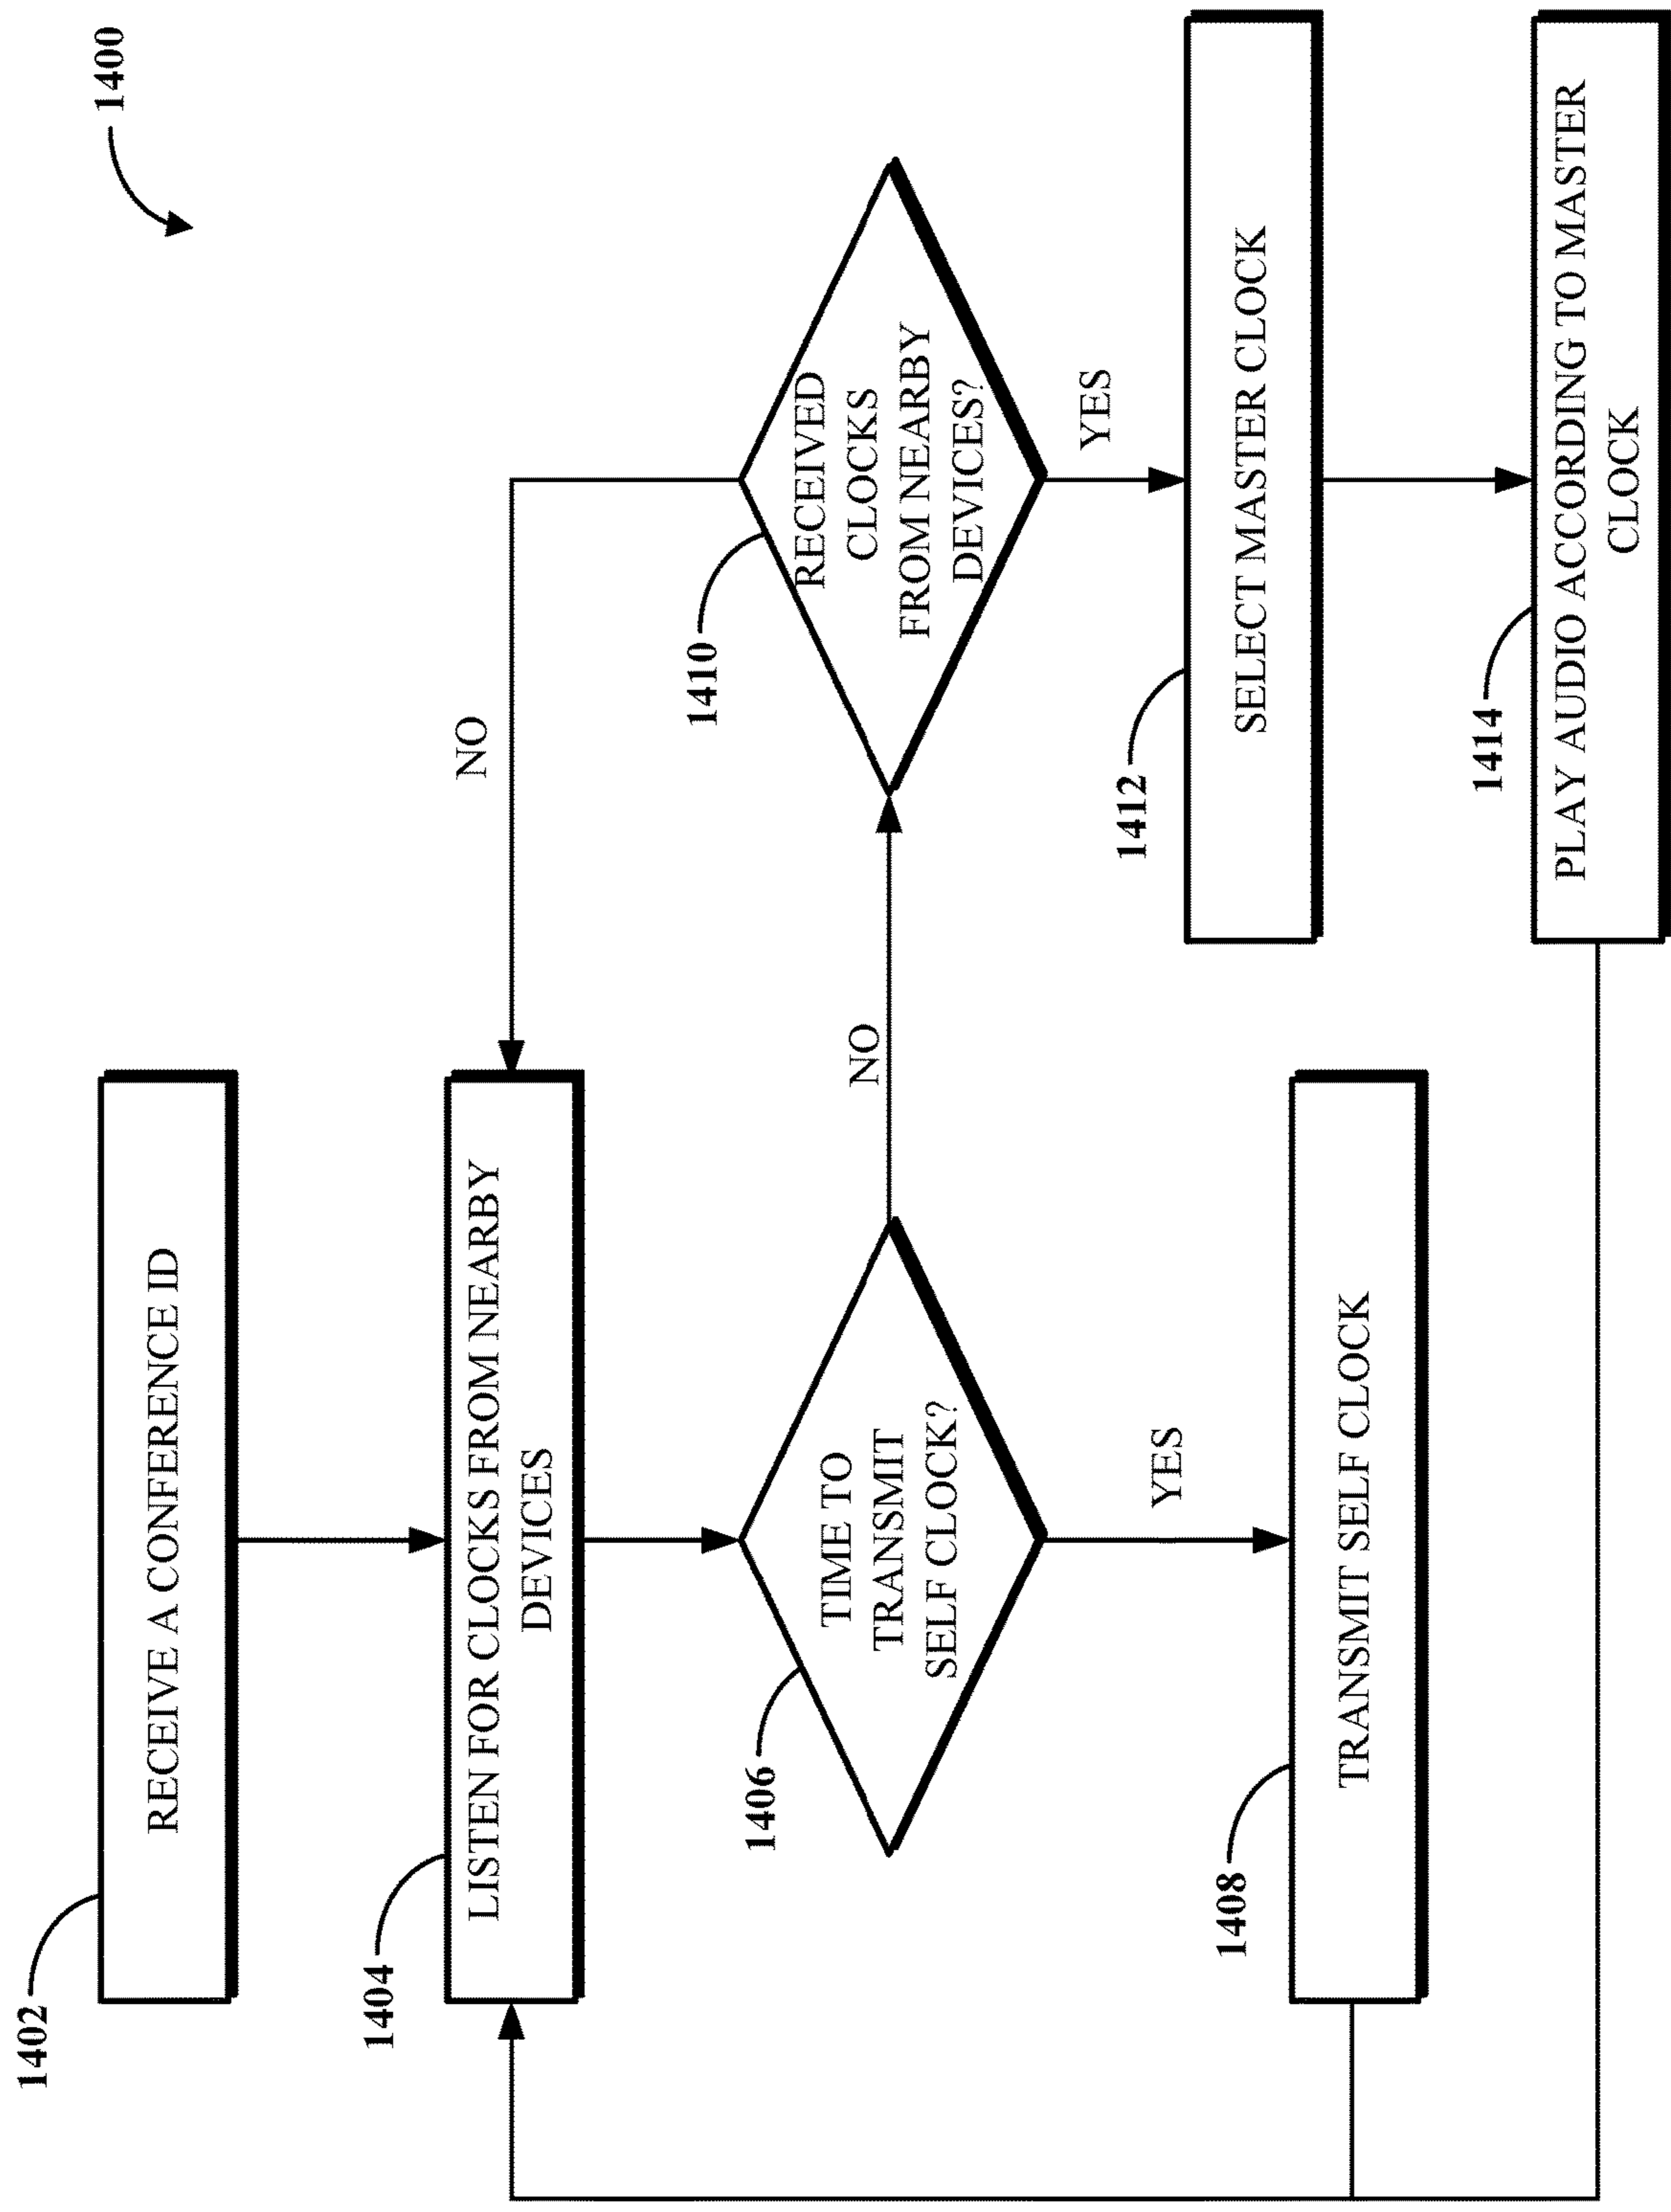 1400
1402
RECEIVE A CONFERENCE ID
1404
LISTEN FOR CLOCKS FROM NEARBY
DEVICES
NO
1406
TIME TO
TRANSMIT
SELF CLOCK?
NO
1410
RECEIVED
CLOCKS
FROM NEARBY
DEVICES?
YES
YES
1408
TRANSMIT SELF CLOCK
1412
SELECT MASTER CLOCK
1414
PLAY AUDIO ACCORDING TO MASTER
CLOCK